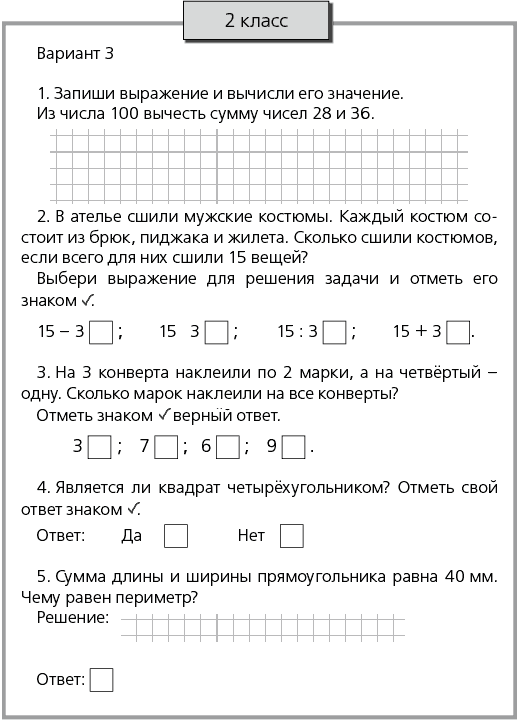 2 класс
Вариант 3
1. Запиши выражение и вычисли его значение.
Из числа 100 вычесть сумму чисел 28 и 36.
2. В ателье сшили мужские костюмы. Каждый костюм со-
стоит из брюк, пиджака и жилета. Сколько сшили костюмов,
если всего для них сшили 15 вещей?
Выбери выражение для решения задачи и отметь его
знаком ✓.
15 – 3 □ ; 15 3 □ ; 15 : 3 □ ; 15 + 3 □.
3. На 3 конверта наклеили по 2 марки, а на четвёртый –
одну. Сколько марок наклеили на все конверты?
Отметь знаком ✓ верный ответ.
3 □ ; 7 □ ; 6 □ ; 9 □ .
4. Является ли квадрат четырёхугольником? Отметь свой
ответ знаком ✓.
Ответ: Да □ Нет □
5. Сумма длины и ширины прямоугольника равна 40 мм.
Чему равен периметр?
Решение:
Ответ: □